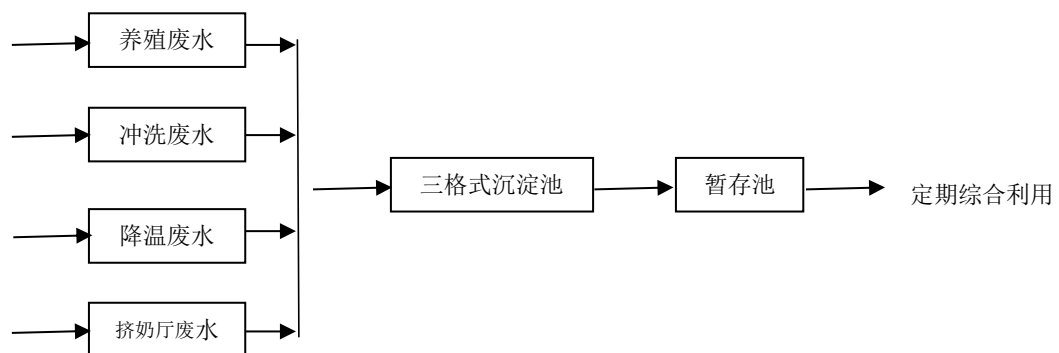 养殖废水
冲洗废水
降温废水
挤奶厅废水
三格式沉淀池
暂存池
定期综合利用